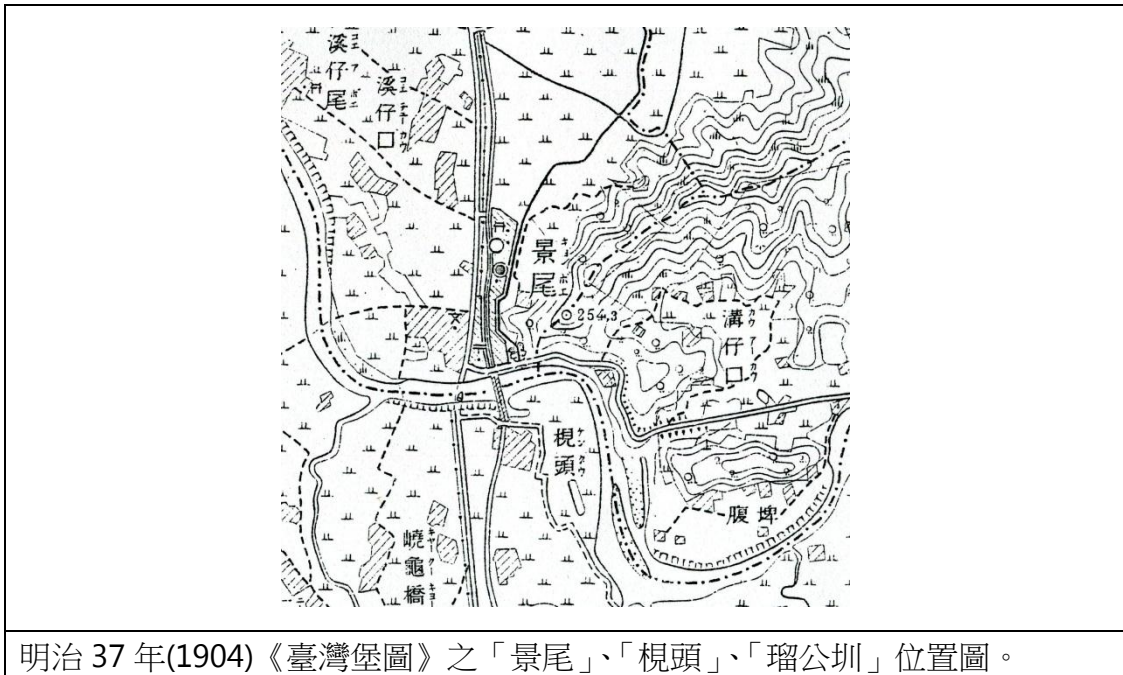 溪仔尾
溪仔口
景尾
254.3
溝仔口
梘頭
腹埤
嶢龜橋
明治 37 年(1904)《臺灣堡圖》之「景尾」、「梘頭」、「瑠公圳」位置圖。